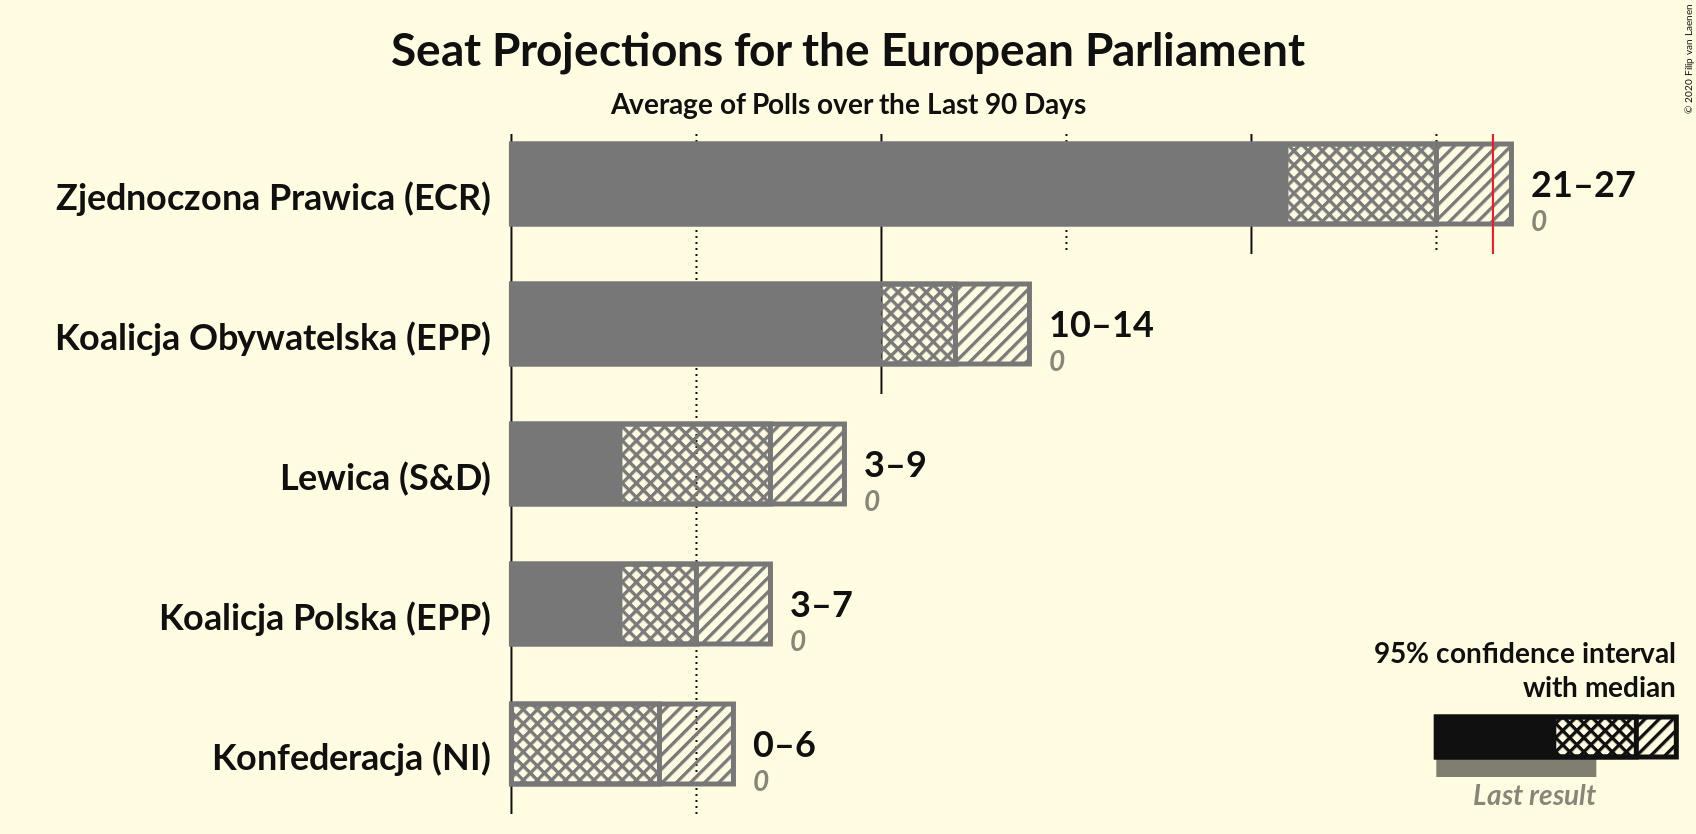 Seat Projections for the European Parliament
Average of Polls over the Last 90 Days
© 2020 Filip van Laenen
Zjednoczona Prawica (ECR)
21–27
0
Koalicja Obywatelska (EPP)
10–14
0
Lewica (S&D)
3–9
0
Koalicja Polska (EPP)
3–7
0
Konfederacja (NI)
0–6
0
95% confidence interval
with median
Last result